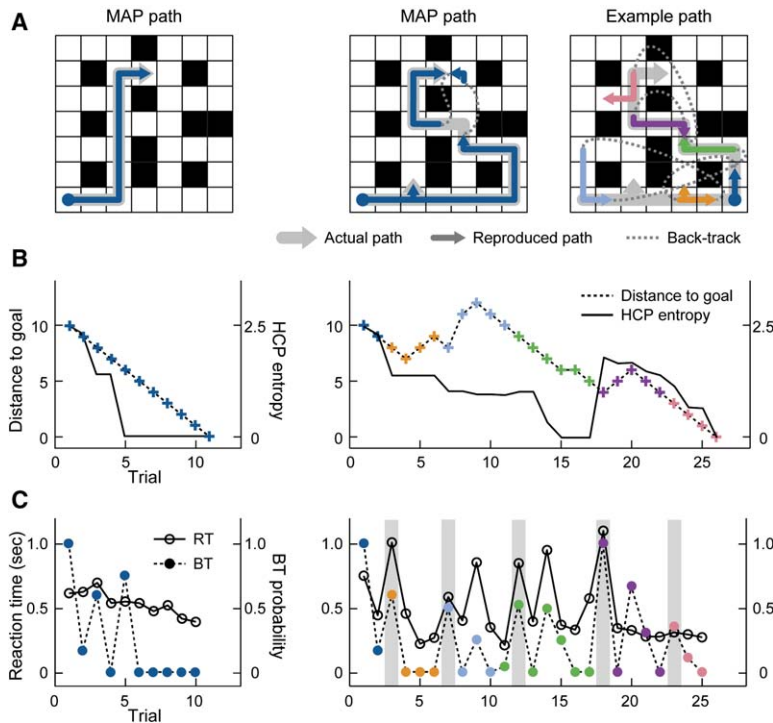 A
MAP path
MAP path
Example path
Actual path
Reproduced path
Back-track
B
Distance to goal
10
5
0
2.5
0
HCP entropy
0
5
10
Trial
10
5
0
Distance to goal
HCP entropy
2.5
0
0
5
10
15
20
25
C
Reaction time (sec)
1.0
0.5
0
RT
BT
1.0
0.5
0
BT probability
0
5
10
Trial
1.0
0.5
0
1.0
0.5
0
0
5
10
15
20
25